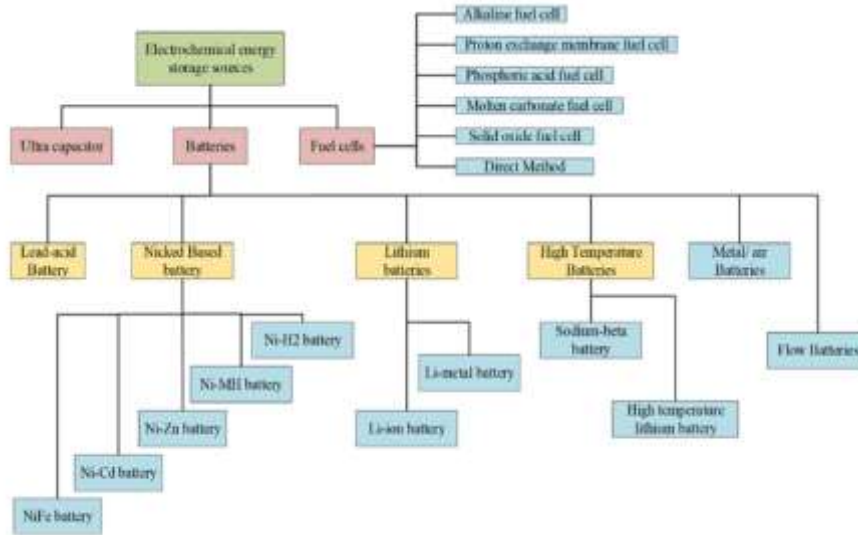 Alkaline fuel cell
Electrochemical energy
storage sources
Proton exchange membrane fuel cell
Phosphoric acid fuel cell
Molten carbonate fuel cell
Ultra capacitor
Batteries
Fuel cells
Solid oxide fuel cell
Direct Method
Lead-acid
Battery
Nicked Based
battery
Lithium
batteries
High Temperature
Batteries
Metal/ air
Batteries
Ni-H2 battery
Sodium-beta
battery
Flow Batteries
Ni-MH battery
Li-metal battery
Ni-Zn battery
Li-ion battery
High temperature
lithium battery
Ni-Cd battery
NiFe battery